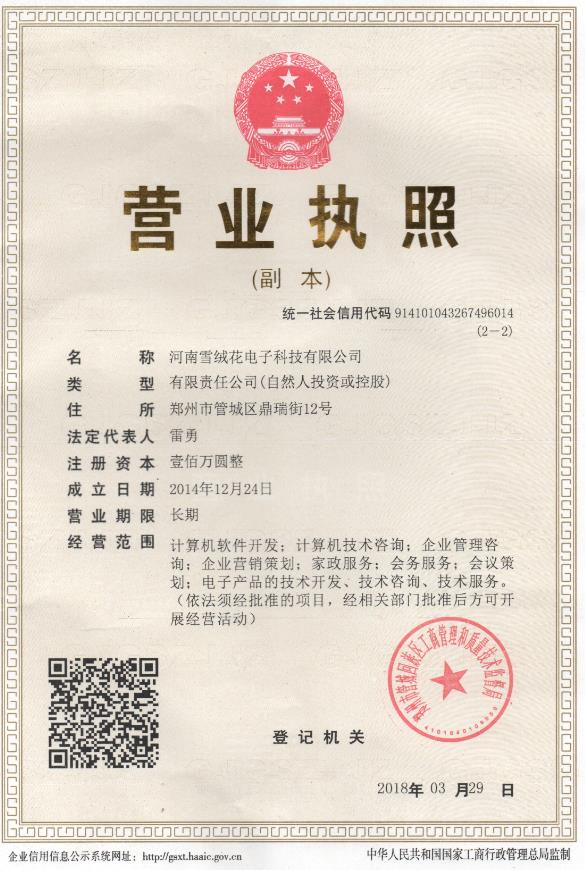 营业执照
(副 本)
统一社会信用代码 914101043267496014
(2-2)
名 称 河南雪绒花电子科技有限公司
类 型 有限责任公司(自然人投资或控股)
住 所 郑州市管城区鼎瑞街12号
法定代表人 雷勇
注册资本 壹佰万圆整
成立日期 2014年12月24日
营业期限 长期
经营范围 计算机软件开发；计算机技术咨询；企业管理咨
询；企业营销策划；家政服务；会务服务；会议策
划；电子产品的技术开发、技术咨询、技术服务。
（依法须经批准的项目，经相关部门批准后方可开
展经营活动）
郑州市管城回族区工商管理和质量技术监督局
登记机关
2018年 03 月29 日
企业信用信息公示系统网址：http://gsxt.haaic.gov.cn
中华人民共和国国家工商行政管理总局监制